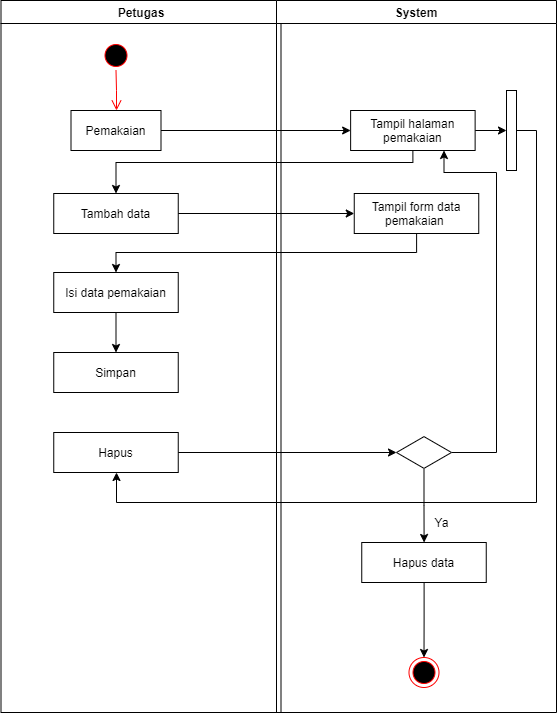 Petugas
System
Pemakaian
Tampil halaman
pemakaian
Tambah data
Tampil form data
pemakaian
Isi data pemakaian
Simpan
Hapus
Ya
Hapus data